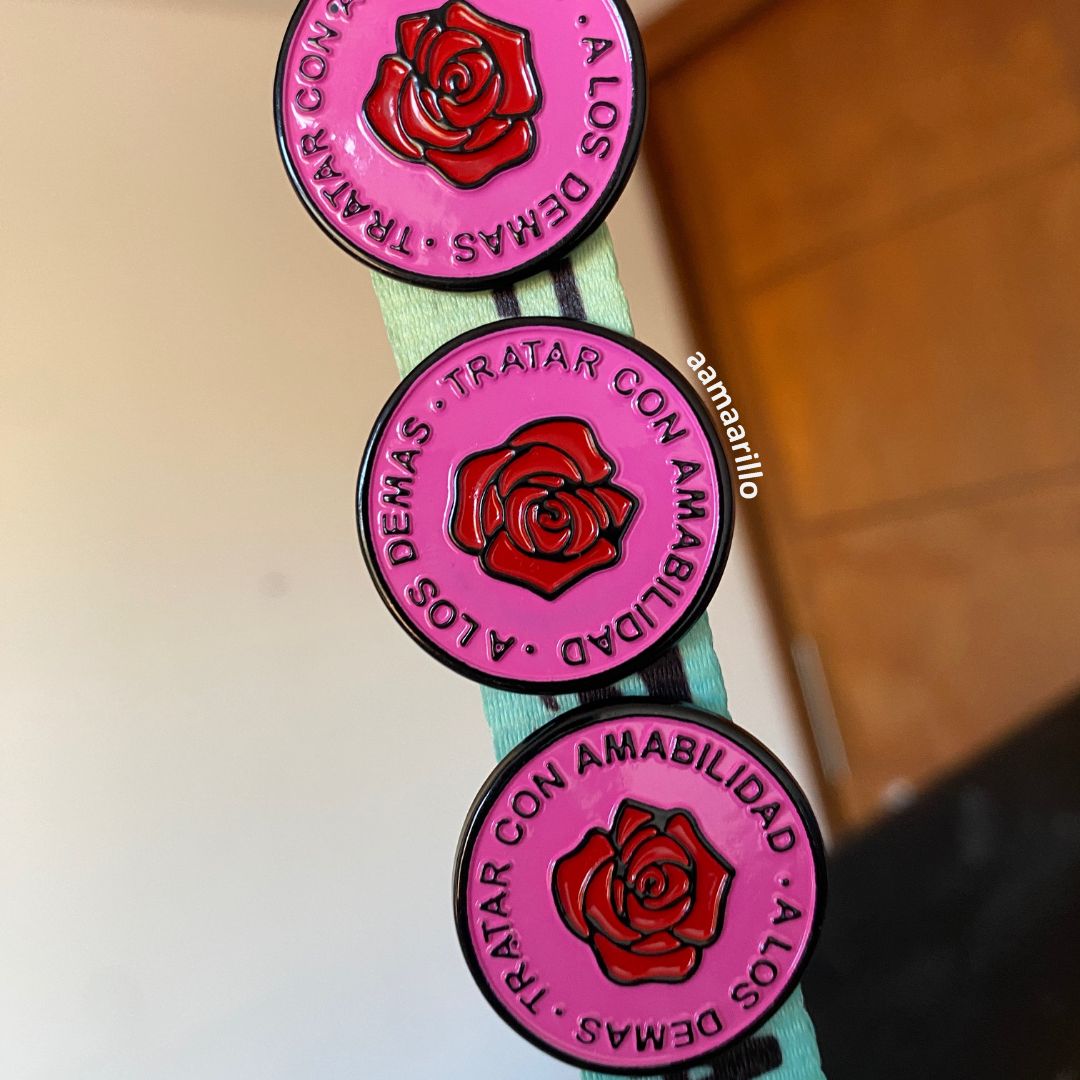 TRATAR CON
A LOS DEMAS
TRATAR CON AMABILIDAD · A LOS DEMAS ·
aamaarillo
TRATAR CON AMABILIDAD · A LOS DEMAS ·